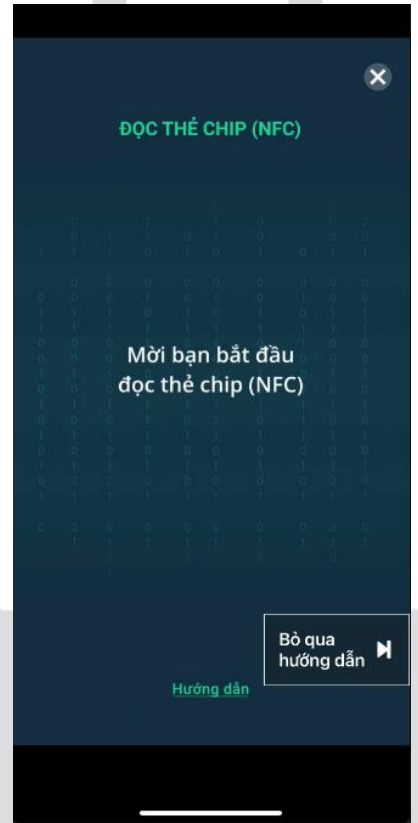 ĐỌC THẺ CHIP (NFC)
Mời bạn bắt đầu
đọc thẻ chip (NFC)
Bỏ qua
hướng dẫn
Hướng dẫn